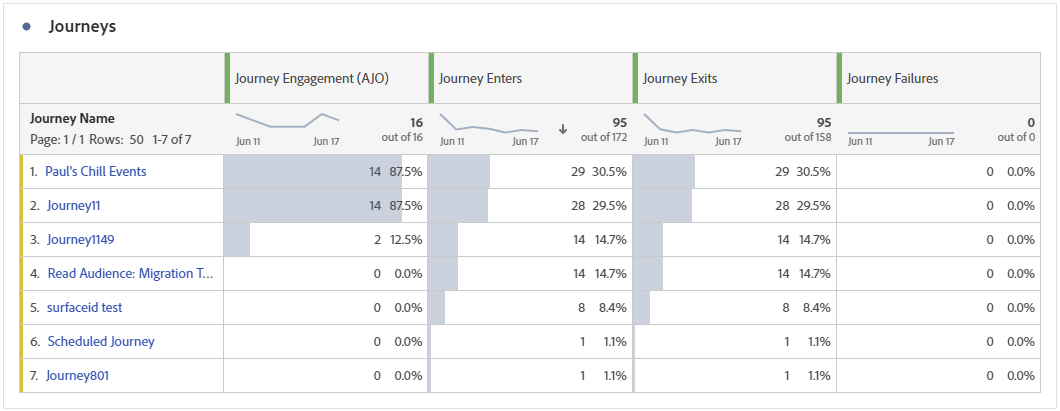 Journeys
Journey Engagement (AJO) Journey Enters Journey Exits Journey Failures
Journey Name 16 95 95 0
Page: 1 / 1 Rows: 50 1-7 of 7 Jun 11 Jun 17 out of 16 Jun 11 Jun 17 out of 172 Jun 11 Jun 17 out of 158 Jun 11 Jun 17 out of 0
1. Paul's Chill Events 14 87.5% 29 30.5% 29 30.5% 0 0.0%
2. Journey11 14 87.5% 28 29.5% 28 29.5% 0 0.0%
3. Journey1149 2 12.5% 14 14.7% 14 14.7% 0 0.0%
4. Read Audience: Migration T... 0 0.0% 14 14.7% 14 14.7% 0 0.0%
5. surfaceid test 0 0.0% 8 8.4% 8 8.4% 0 0.0%
6. Scheduled Journey 0 0.0% 1 1.1% 1 1.1% 0 0.0%
7. Journey801 0 0.0% 1 1.1% 1 1.1% 0 0.0%